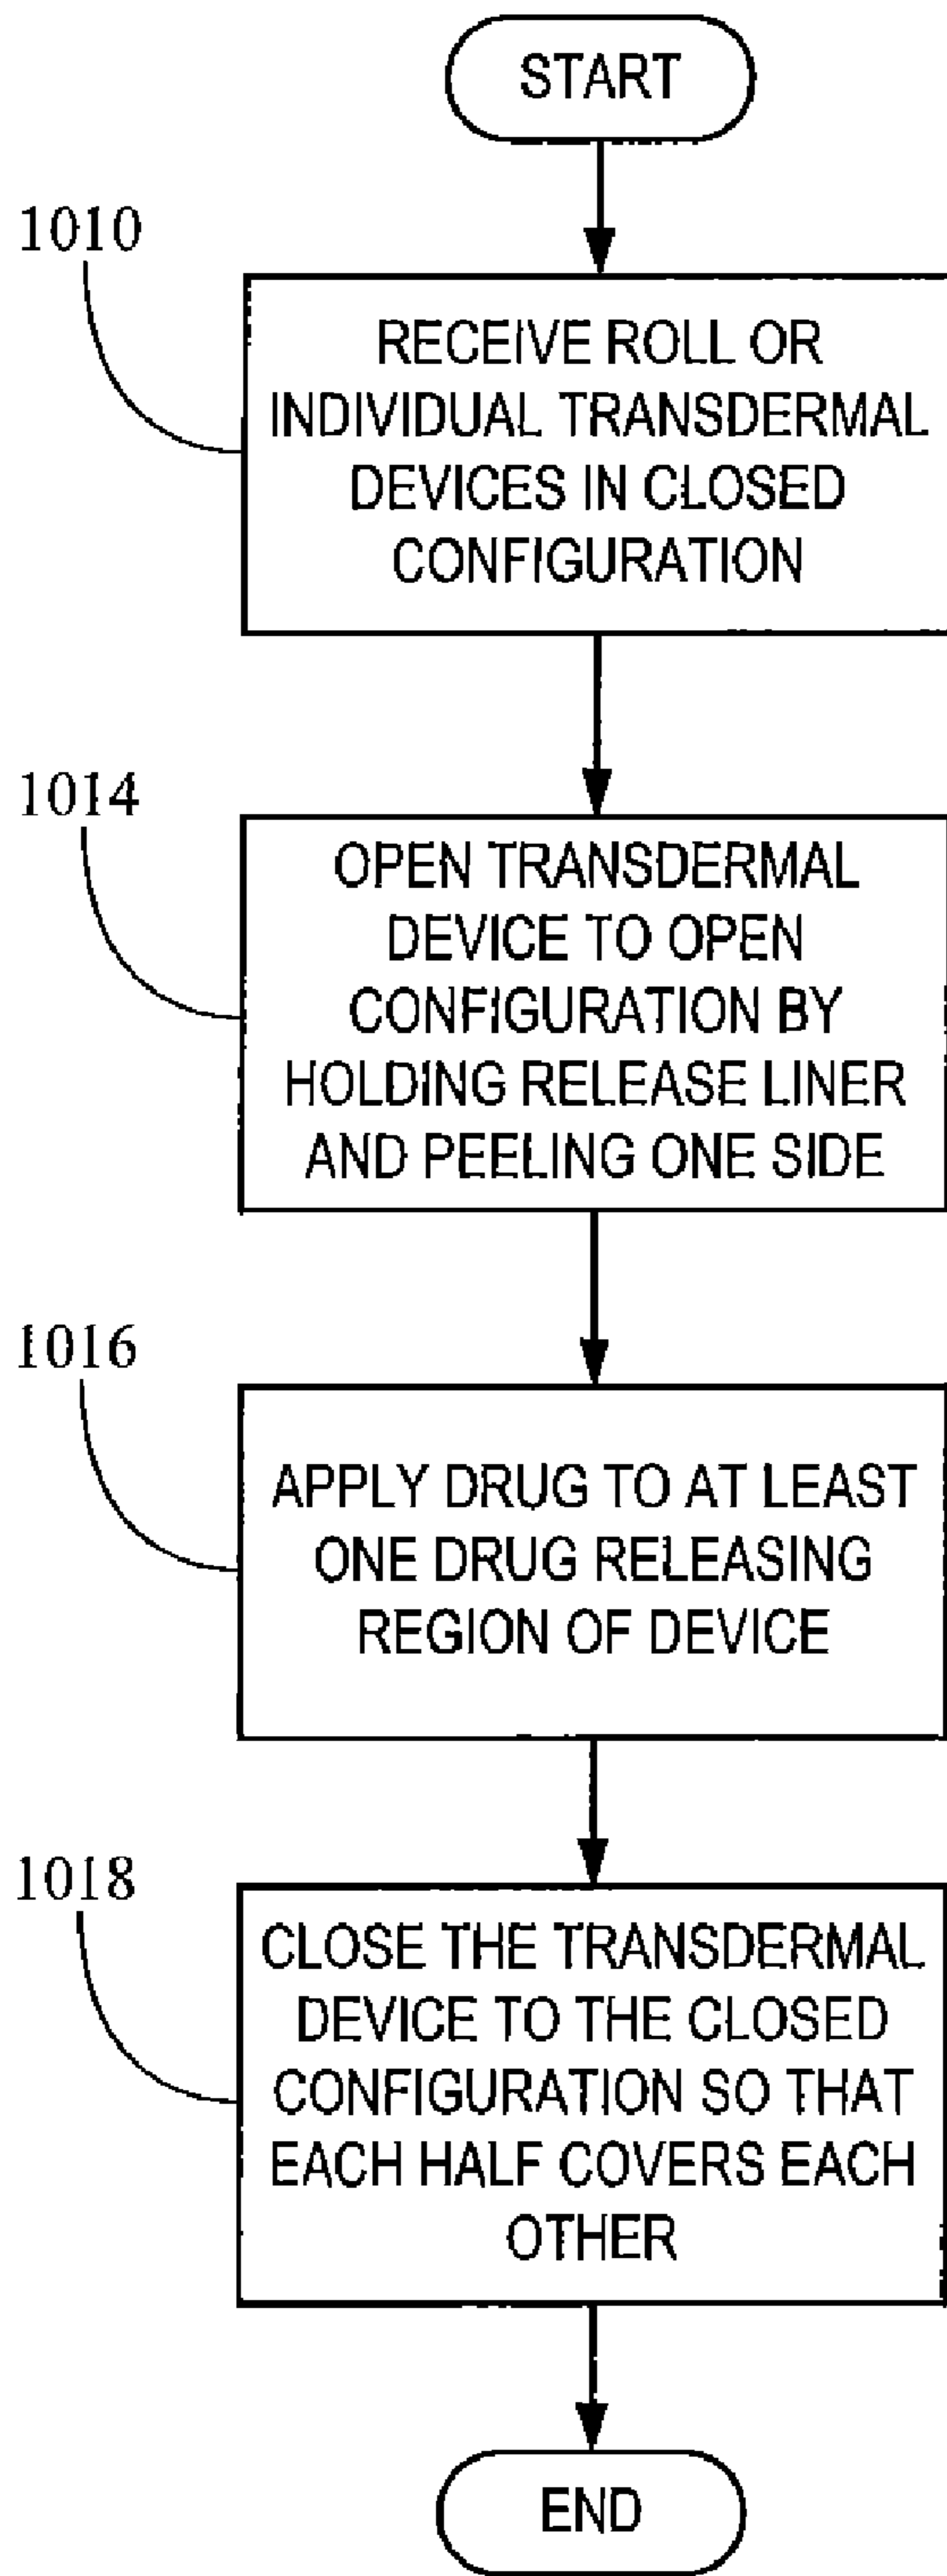 START
1010
RECEIVE ROLL OR
INDIVIDUAL TRANSDERMAL
DEVICES IN CLOSED
CONFIGURATION
1014
OPEN TRANSDERMAL
DEVICE TO OPEN
CONFIGURATION BY
HOLDING RELEASE LINER
AND PEELING ONE SIDE
1016
APPLY DRUG TO AT LEAST
ONE DRUG RELEASING
REGION OF DEVICE
1018
CLOSE THE TRANSDERMAL
DEVICE TO THE CLOSED
CONFIGURATION SO THAT
EACH HALF COVERS EACH
OTHER
END